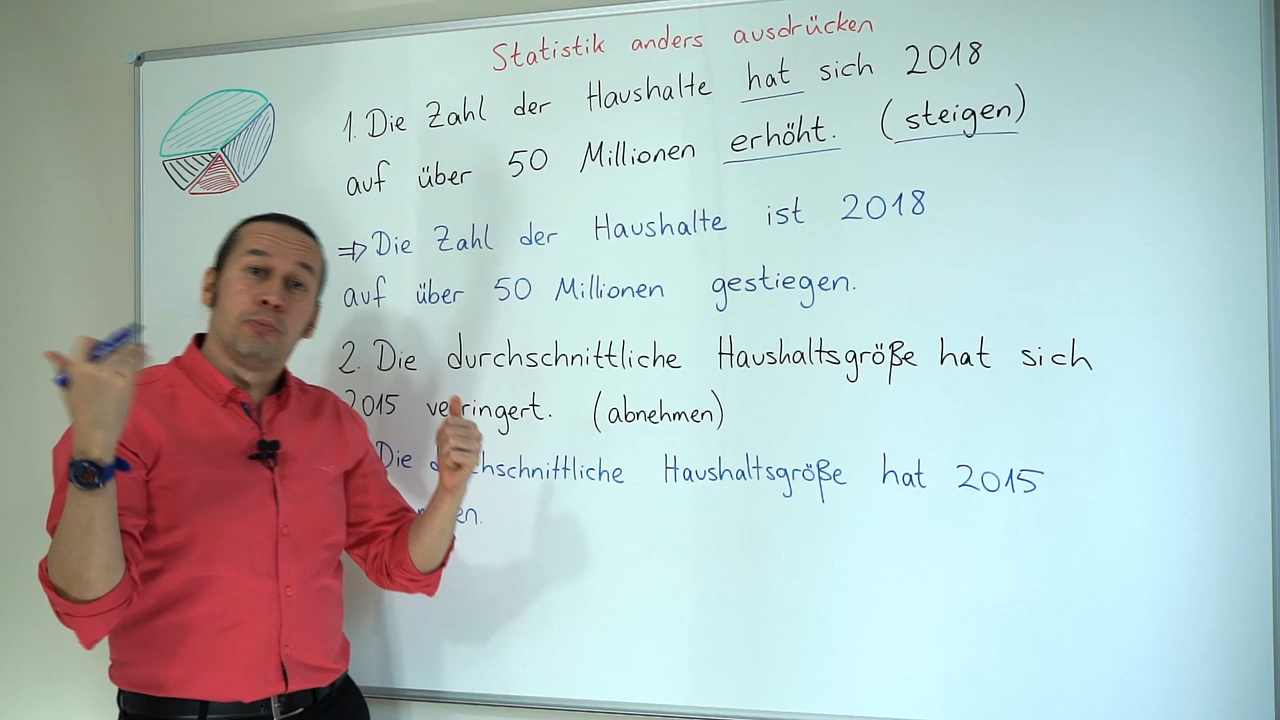 Statistik anders ausdrücken
1. Die Zahl der Haushalte hat sich 2018
auf über 50 Millionen erhöht. (steigen)
⇒ Die Zahl der Haushalte ist 2018
auf über 50 Millionen gestiegen.
2. Die durchschnittliche Haushaltsgröße hat sich
2015 verringert. (abnehmen)
Die durchschnittliche Haushaltsgröße hat 2015